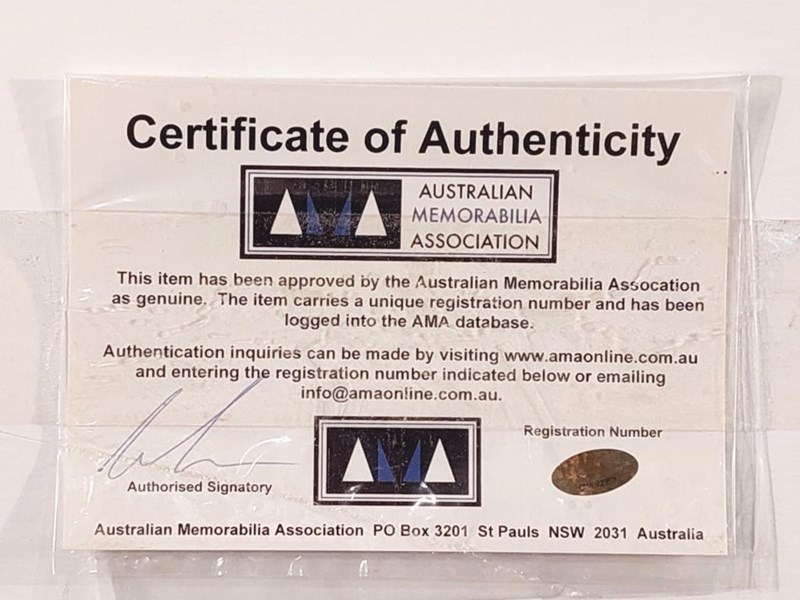 Certificate of Authenticity
AMA
AUSTRALIAN
MEMORABILIA
ASSOCIATION
This item has been approved by the Australian Memorabilia Assocation
as genuine. The item carries a unique registration number and has been
logged into the AMA database.
Authentication inquiries can be made by visiting www.amaonline.com.au
and entering the registration number indicated below or emailing
info@amaonline.com.au.
AMA
Registration Number
Authorised Signatory
Australian Memorabilia Association PO Box 3201 St Pauls NSW 2031 Australia